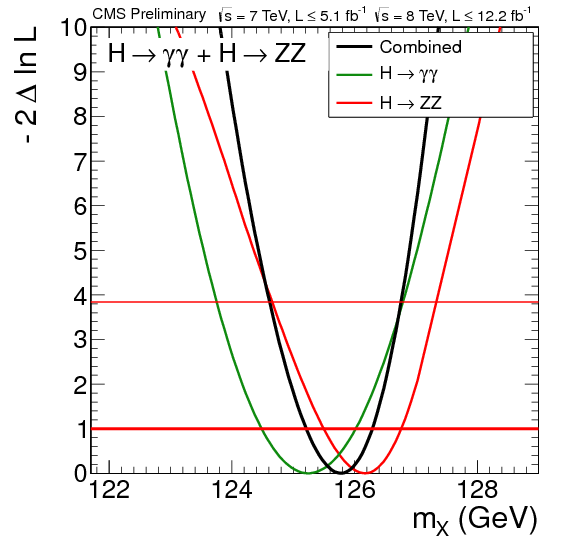 CMS Preliminary √s = 7 TeV, L ≤ 5.1 fb⁻¹ √s = 8 TeV, L ≤ 12.2 fb⁻¹
H → γγ + H → ZZ
Combined
H → γγ
H → ZZ
- 2 Δ ln L
10
9
8
7
6
5
4
3
2
1
0
122 124 126 128
mX (GeV)